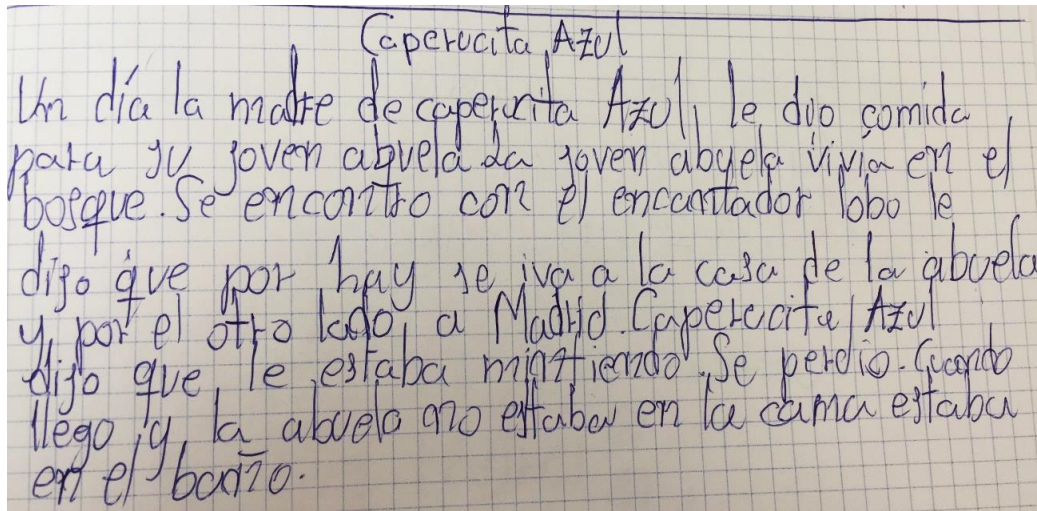 Caperucita Azul
Un día la madre de caperucita Azul, le dio comida
para su joven abuela La joven abuela vivia en el
bosque. Se encontro con el encantador lobo le
dijo que por hay se iva a la casa de la abuela
y por el otro lado, a Madrid. Caperucita Azul
dijo que le estaba mintiendo. Se perdio. Cuando
llego y la abuela no estaba en la cama estaba
en el baño.